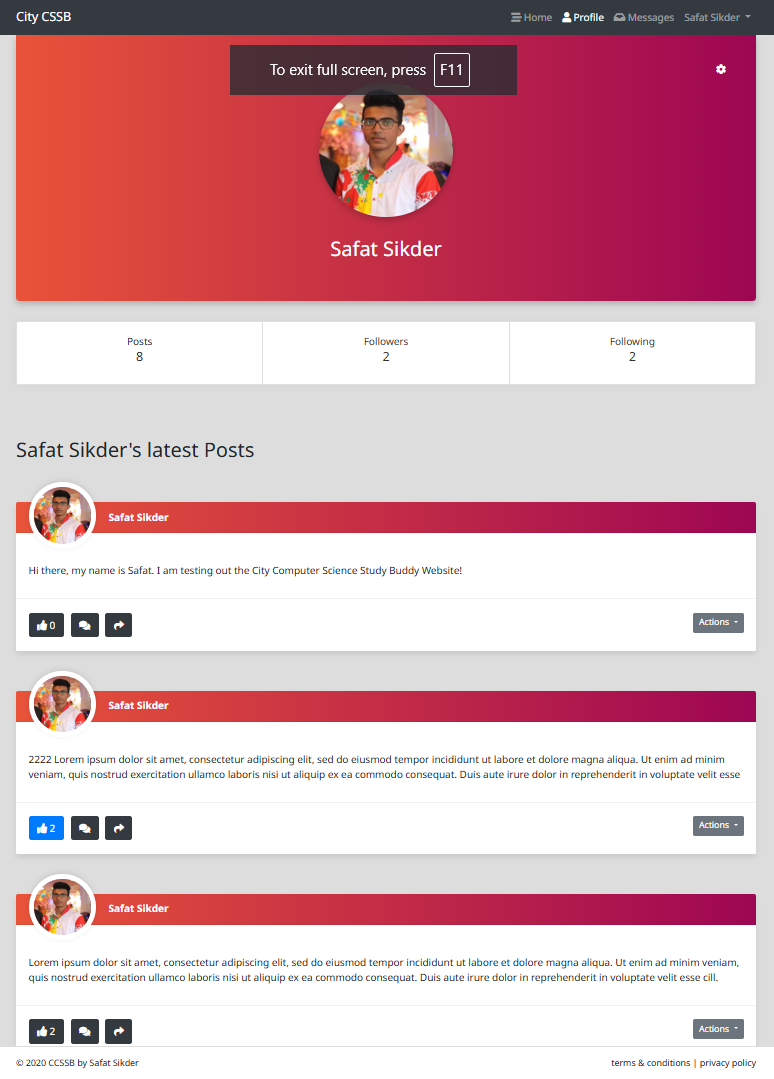 City CSSB
Home Profile Messages Safat Sikder
To exit full screen, press F11
Safat Sikder
Posts
8
Followers
2
Following
2
Safat Sikder's latest Posts
Safat Sikder
Hi there, my name is Safat. I am testing out the City Computer Science Study Buddy Website!
0
Actions
Safat Sikder
2222 Lorem ipsum dolor sit amet, consectetur adipiscing elit, sed do eiusmod tempor incididunt ut labore et dolore magna aliqua. Ut enim ad minim
veniam, quis nostrud exercitation ullamco laboris nisi ut aliquip ex ea commodo consequat. Duis aute irure dolor in reprehenderit in voluptate velit esse
2
Actions
Safat Sikder
Lorem ipsum dolor sit amet, consectetur adipiscing elit, sed do eiusmod tempor incididunt ut labore et dolore magna aliqua. Ut enim ad minim veniam,
quis nostrud exercitation ullamco laboris nisi ut aliquip ex ea commodo consequat. Duis aute irure dolor in reprehenderit in voluptate velit esse cill.
2
Actions
© 2020 CCSSB by Safat Sikder
terms & conditions | privacy policy